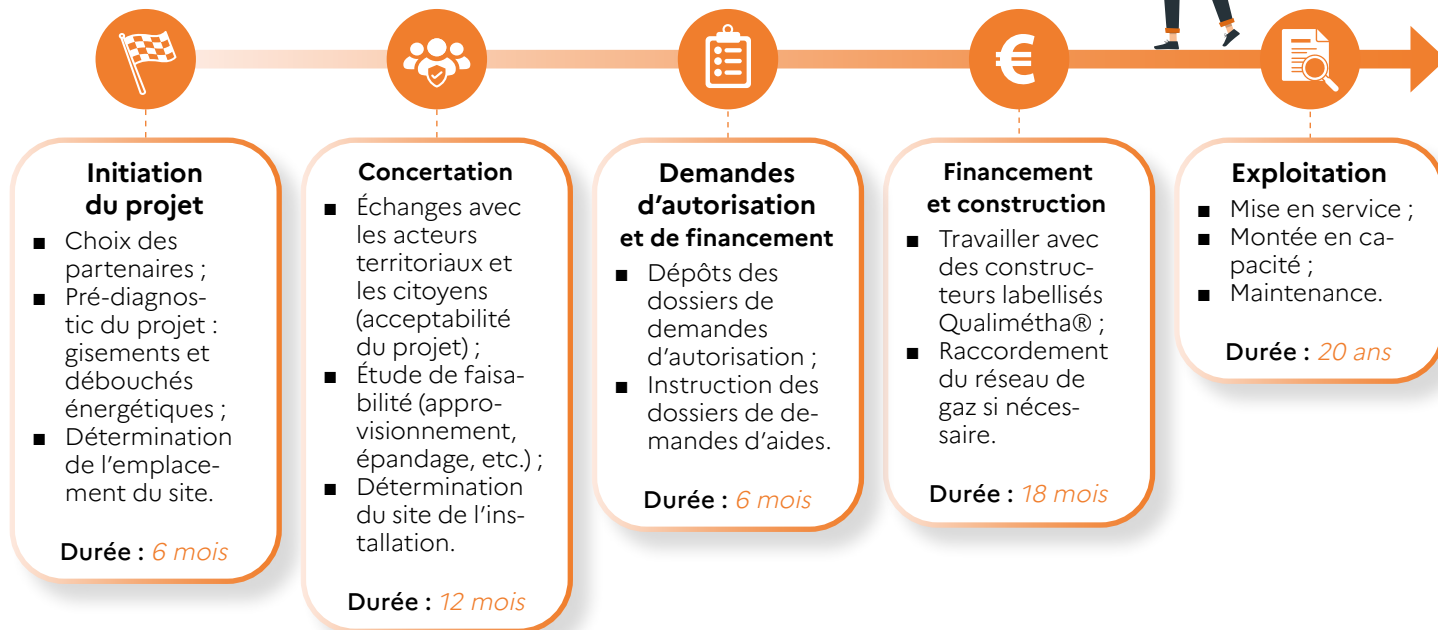 €
Initiation
du projet
■ Choix des
partenaires ;
■ Pré-diagnos-
tic du projet :
gisements et
débouchés
énergétiques ;
■ Détermination
de l'emplace-
ment du site.
Durée : 6 mois
Concertation
■ Échanges avec
les acteurs
territoriaux et
les citoyens
(acceptabilité
du projet) ;
■ Étude de faisa-
bilité (appro-
visionnement,
épandage, etc.) ;
■ Détermination
du site de l'ins-
tallation.
Durée : 12 mois
Demandes
d'autorisation
et de financement
■ Dépôts des
dossiers de
demandes
d'autorisation ;
■ Instruction des
dossiers de de-
mandes d'aides.
Durée : 6 mois
Financement
et construction
■ Travailler avec
des construc-
teurs labellisés
Qualimétha® ;
■ Raccordement
du réseau de
gaz si néces-
saire.
Durée : 18 mois
Exploitation
■ Mise en service ;
■ Montée en ca-
pacité ;
■ Maintenance.
Durée : 20 ans